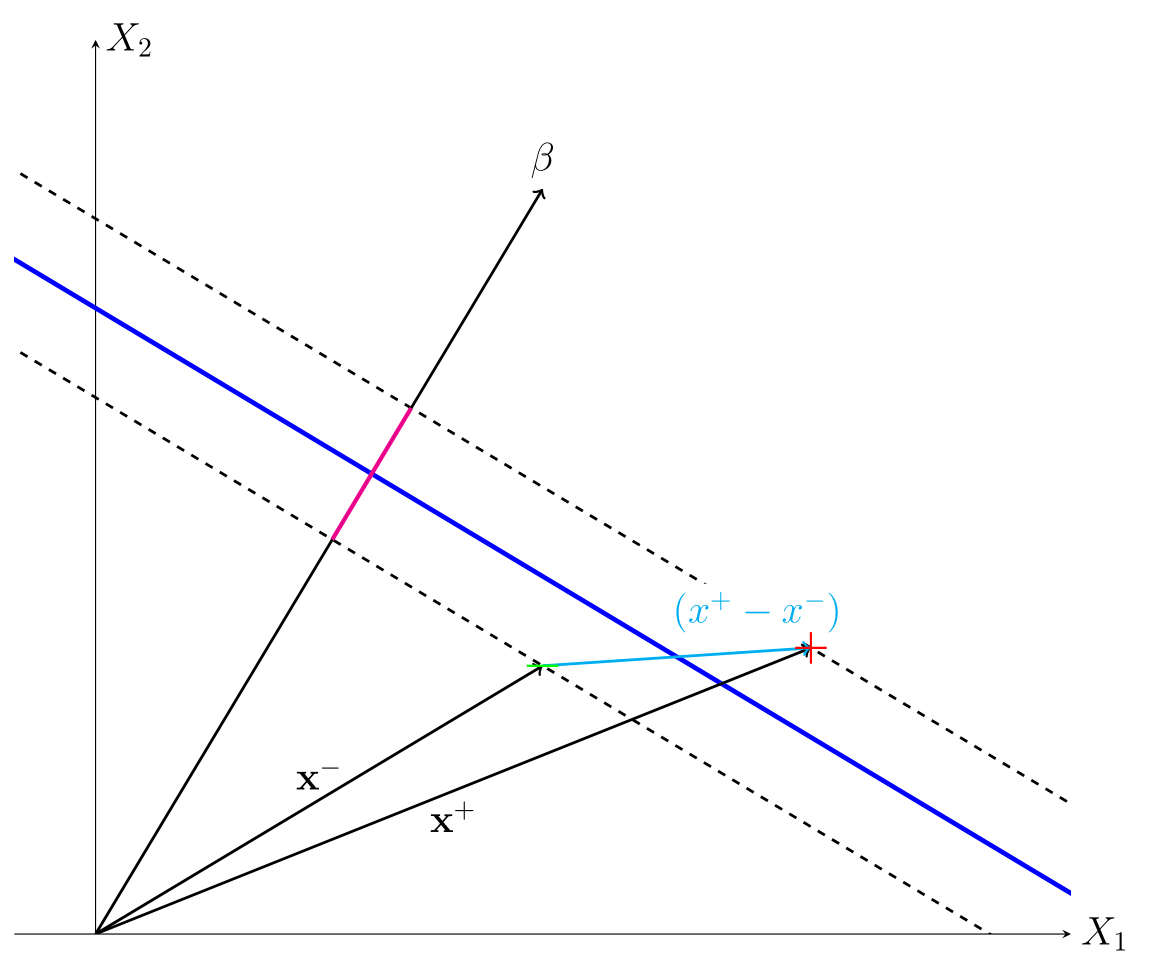 X₂
β
(x⁺ − x⁻)
x⁻
x⁺
X₁